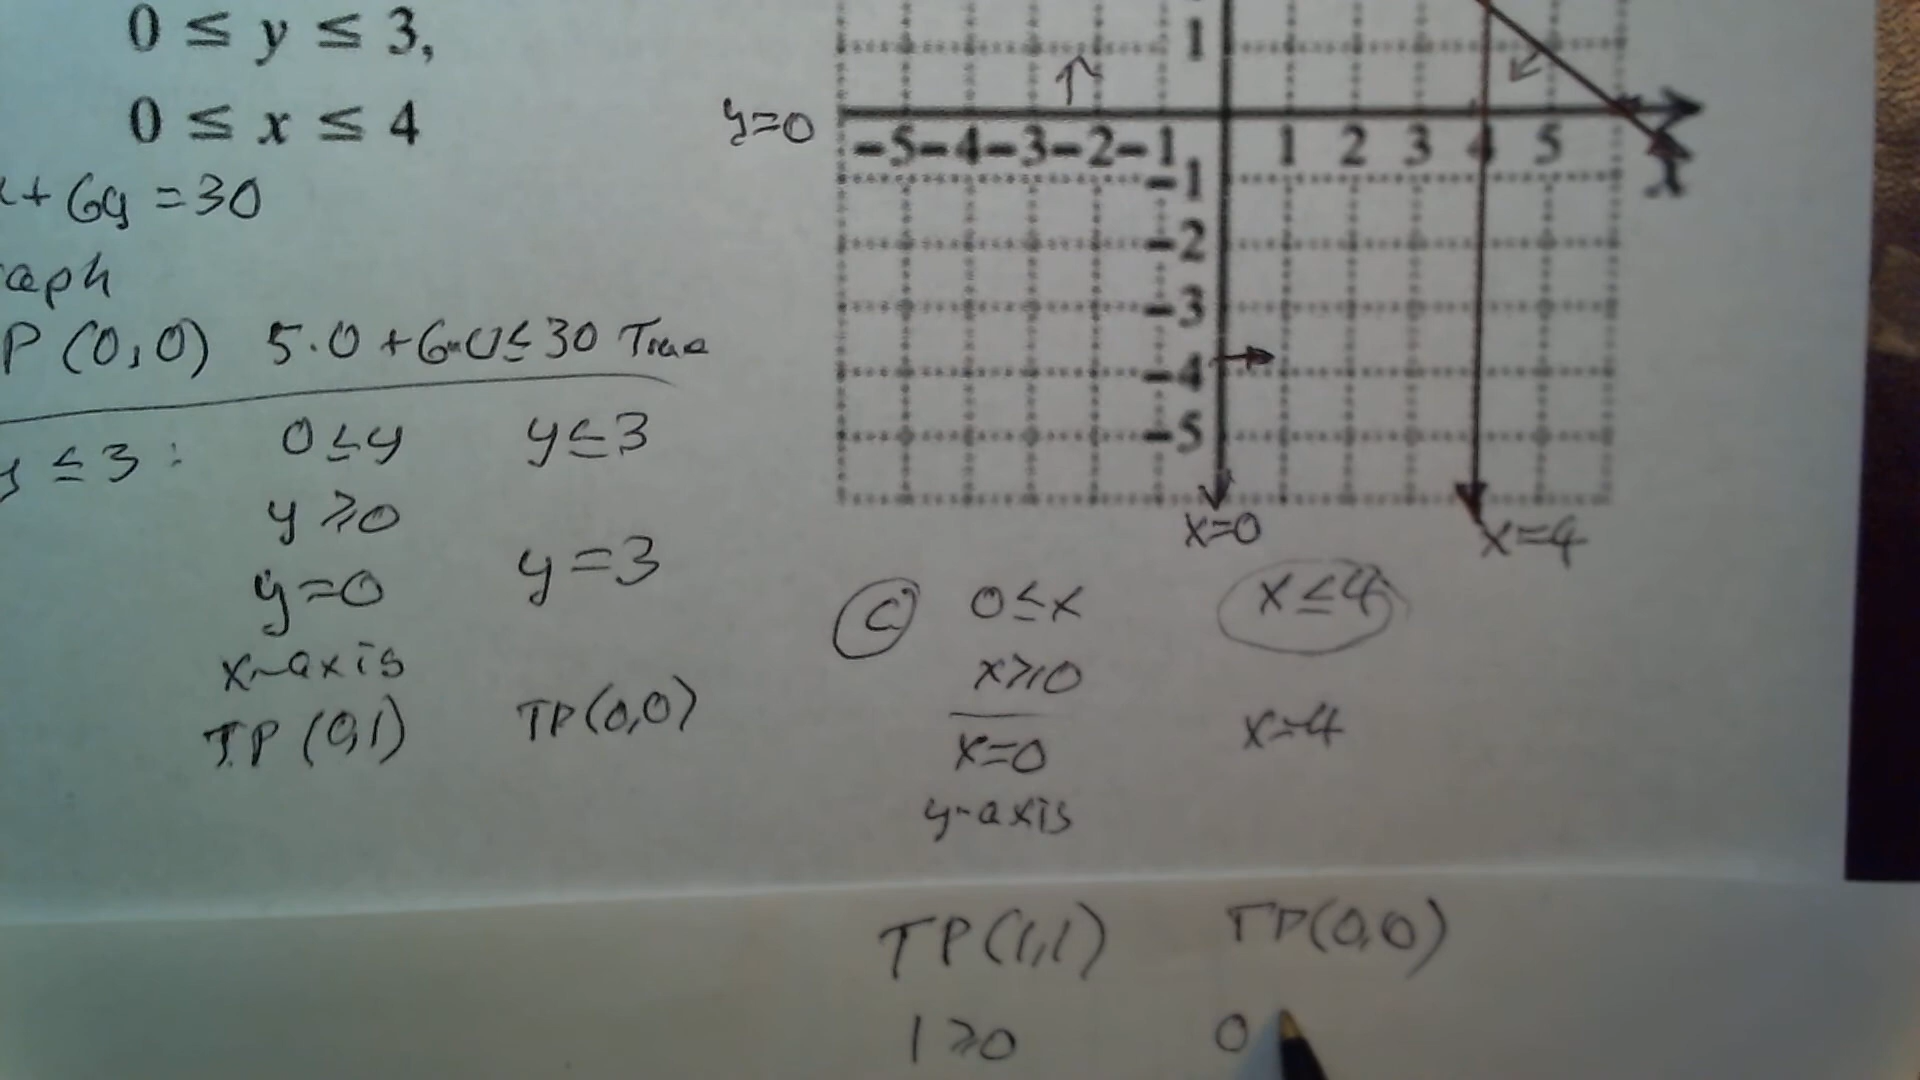 0 ≤ y ≤ 3,
0 ≤ x ≤ 4
+ 6y = 30
aph
P (0,0) 5·0 + 6·0 ≤ 30 True
≤ 3 : 0 ≤ y y ≤ 3
y ≥ 0
y = 0 y = 3
x-axis
T.P (0,1) TP (0,0)
1
y=0
-5 -4 -3 -2 -1 1 2 3 4 5
-1
x
-2
-3
-4
-5
x=0 x=4
C 0 ≤ x x ≤ 4
x ≥ 0
x=0 x=4
y-axis
TP (1,1) TP (0,0)
1 ≥ 0 0